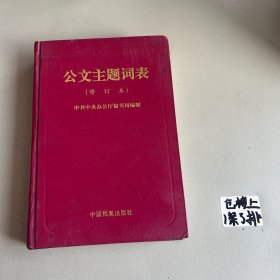 公文主题词表
(修订本)
中共中央办公厅秘书局编制
中国档案出版社
包樽上
1架3排